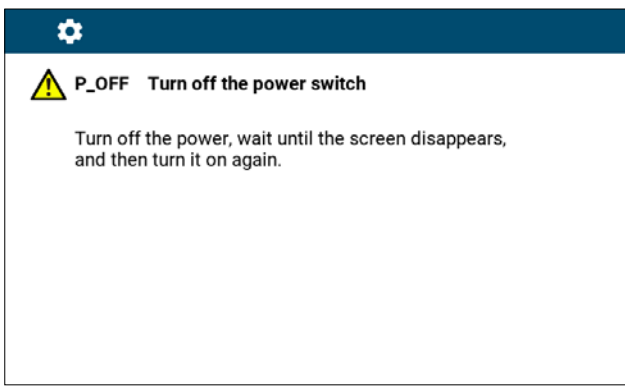 P_OFF Turn off the power switch
Turn off the power, wait until the screen disappears,
and then turn it on again.